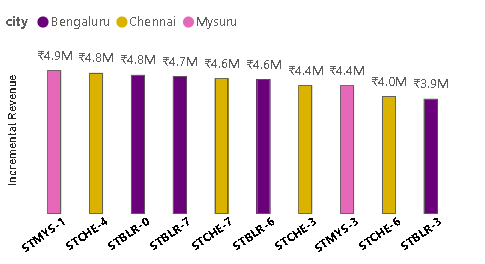 city Bengaluru Chennai Mysuru
₹4.9M ₹4.8M ₹4.8M ₹4.7M ₹4.6M ₹4.6M ₹4.4M ₹4.4M ₹4.0M ₹3.9M
Incremental Revenue
STMYS-1 STCHE-4 STBLR-0 STBLR-7 STCHE-7 STBLR-6 STCHE-3 STMYS-3 STCHE-6 STBLR-3